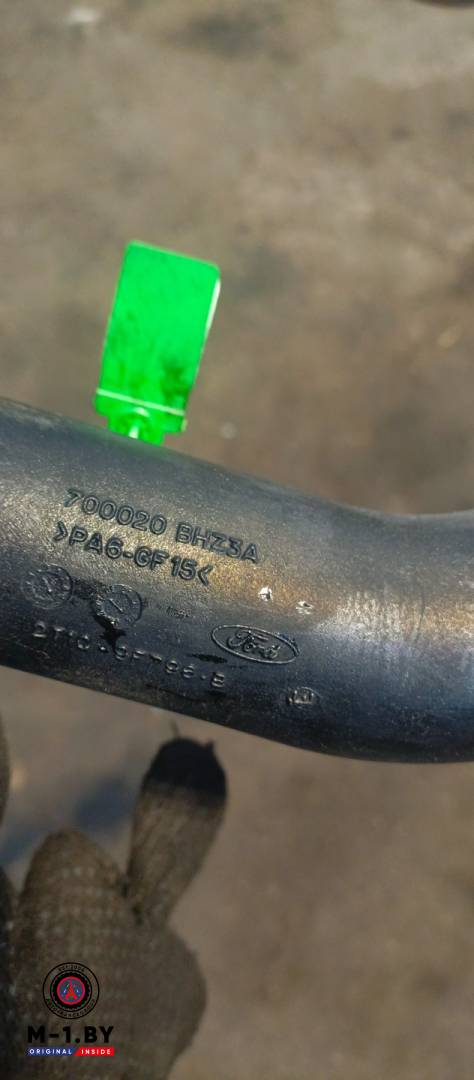 700020 BHZ3A
>PA6-GF15<
Ford
M-1.BY
ORIGINAL INSIDE